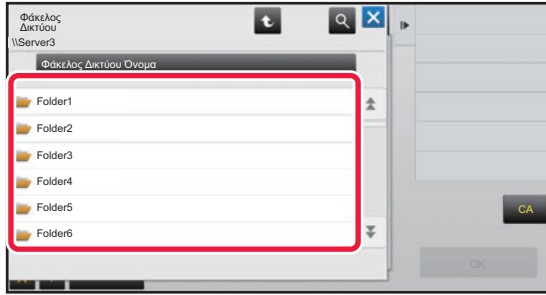 Φάκελος
Δικτύου
\\Server3
Φάκελος Δικτύου Όνομα
Folder1
Folder2
Folder3
Folder4
Folder5
Folder6
CA
OK